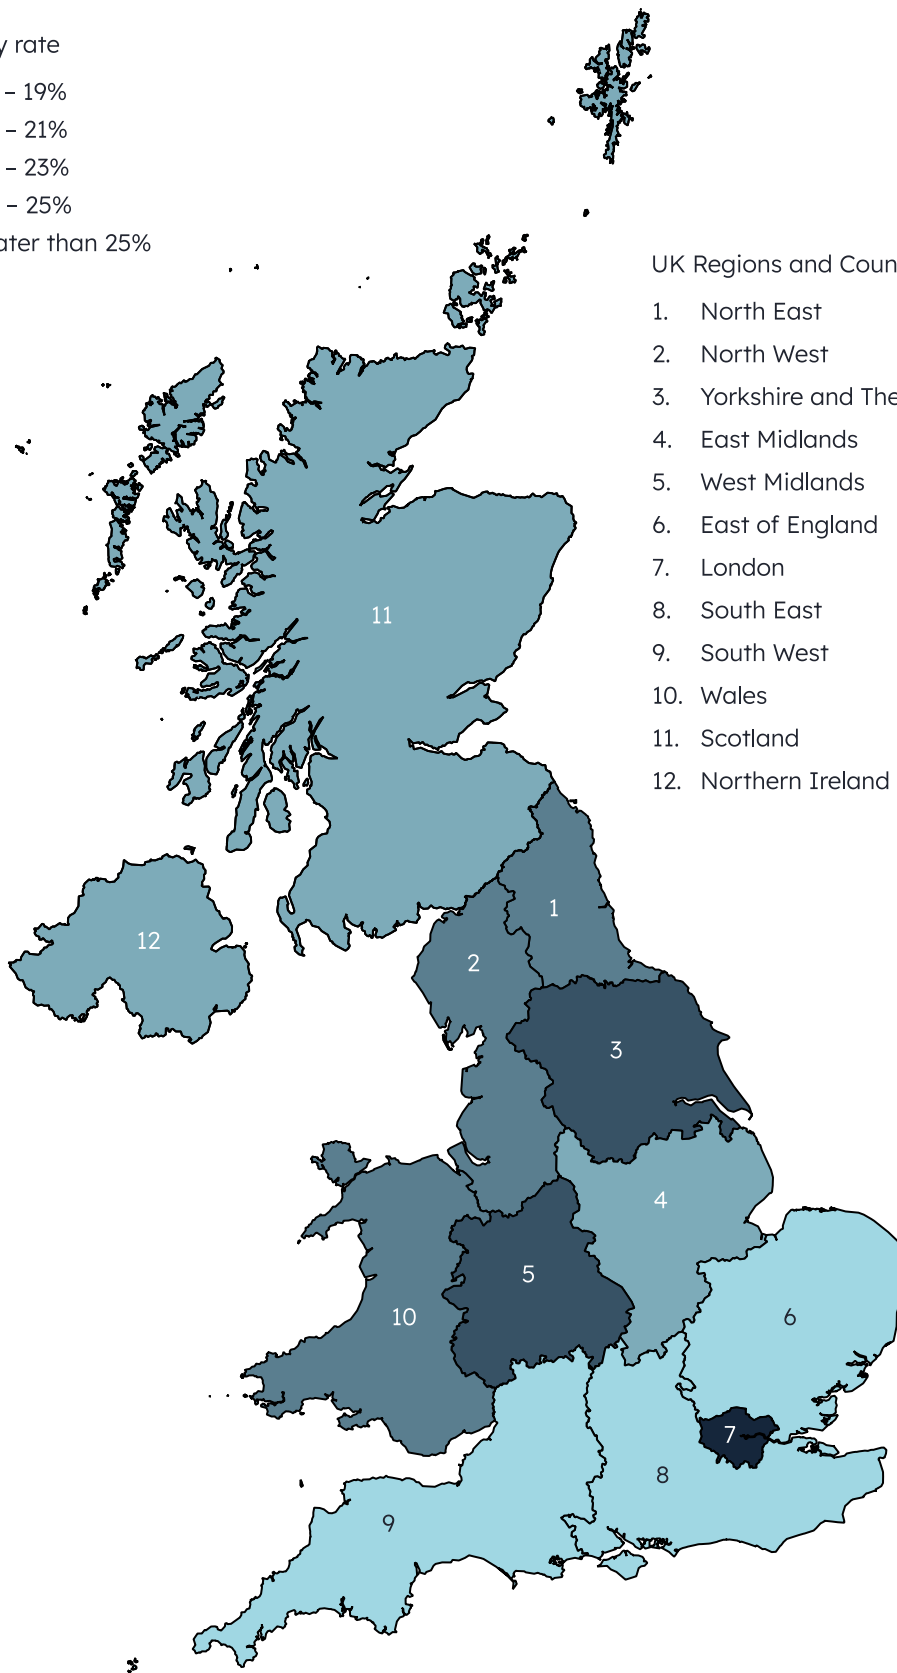 y rate
– 19%
– 21%
– 23%
– 25%
ater than 25%
UK Regions and Coun
1. North East
2. North West
3. Yorkshire and The
4. East Midlands
5. West Midlands
6. East of England
7. London
8. South East
9. South West
10. Wales
11. Scotland
12. Northern Ireland
11
1
12
2
3
4
5
10
6
7
8
9